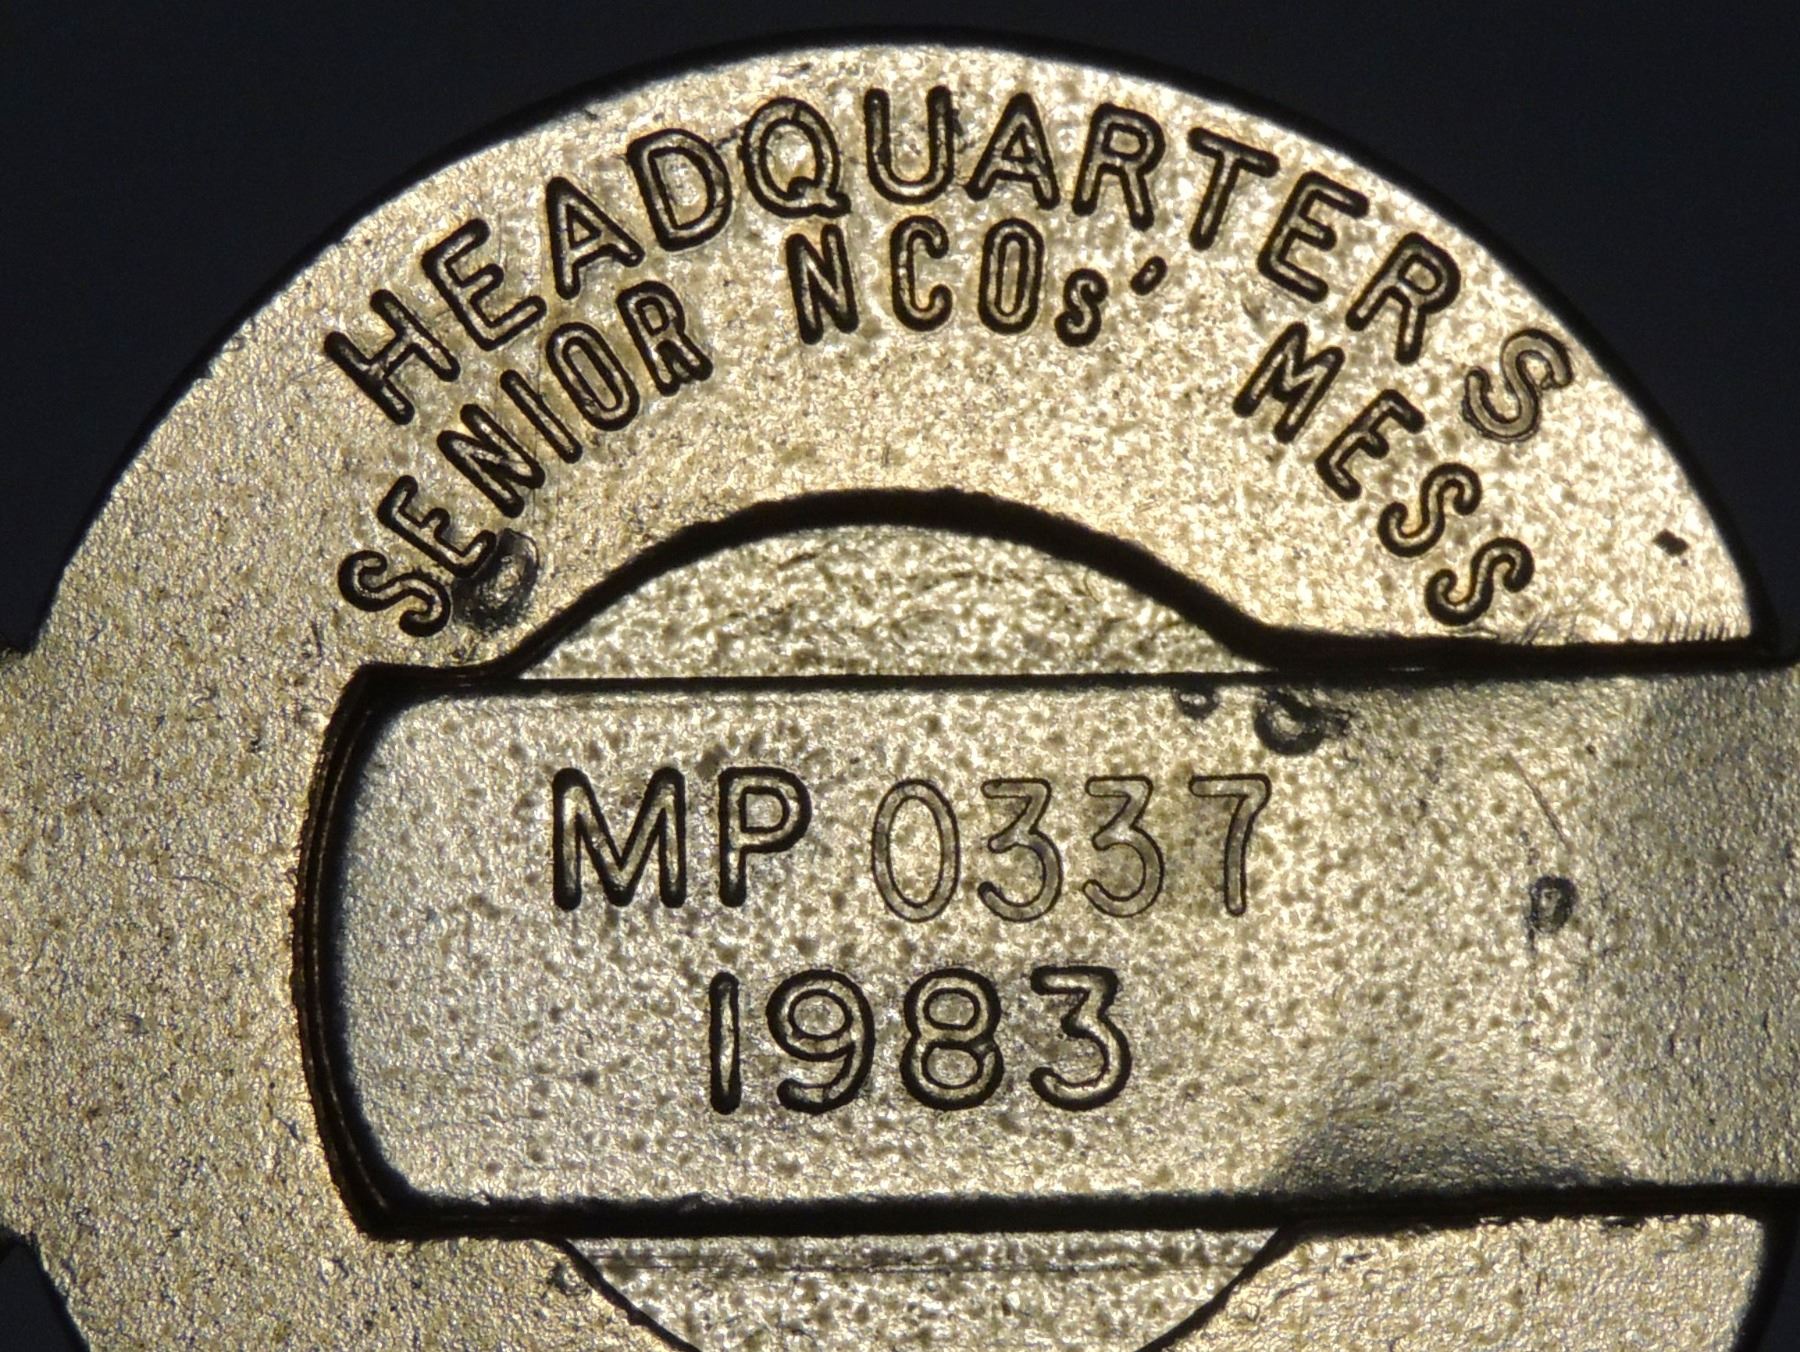 HEADQUARTERS
SENIOR NCOs' MESS
MP 0337
1983